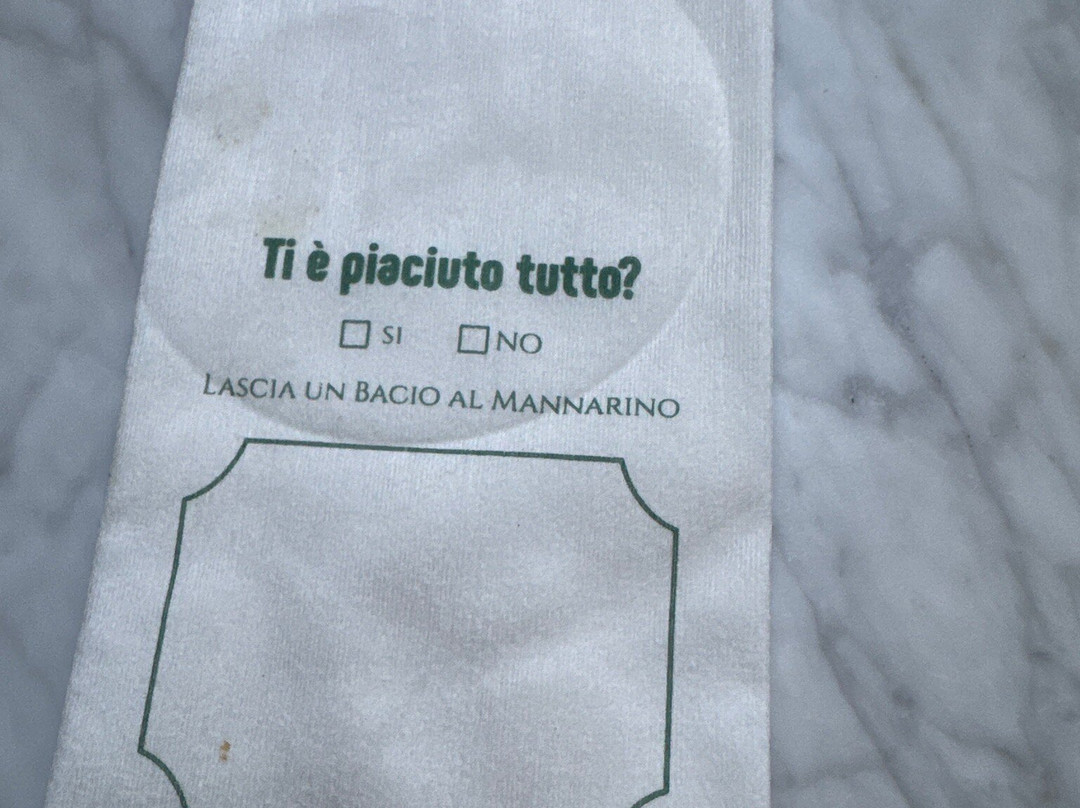 Ti è piaciuto tutto?
☐ SI ☐ NO
LASCIA UN BACIO AL MANNARINO